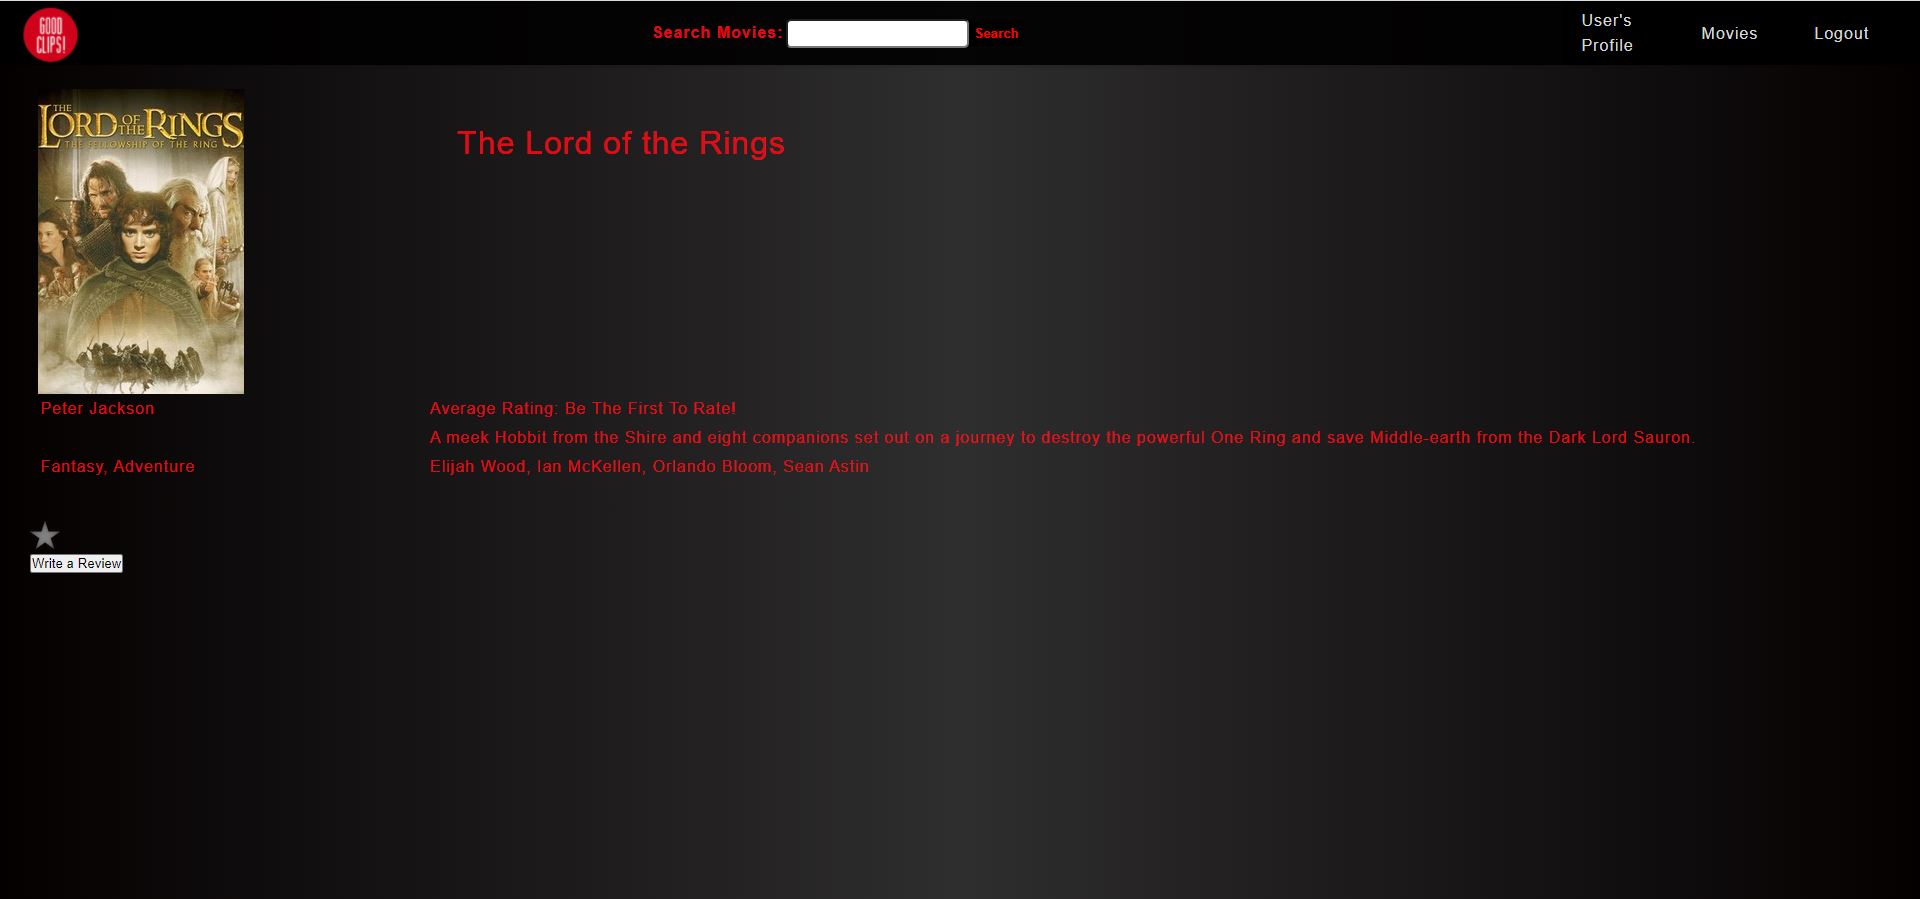 GOOD
CLIPS!
Search Movies:
Search
User's
Profile
Movies
Logout
THE
LORD OF THE RINGS
THE FELLOWSHIP OF THE RING
The Lord of the Rings
Peter Jackson
Average Rating: Be The First To Rate!
A meek Hobbit from the Shire and eight companions set out on a journey to destroy the powerful One Ring and save Middle-earth from the Dark Lord Sauron.
Fantasy, Adventure
Elijah Wood, Ian McKellen, Orlando Bloom, Sean Astin
Write a Review